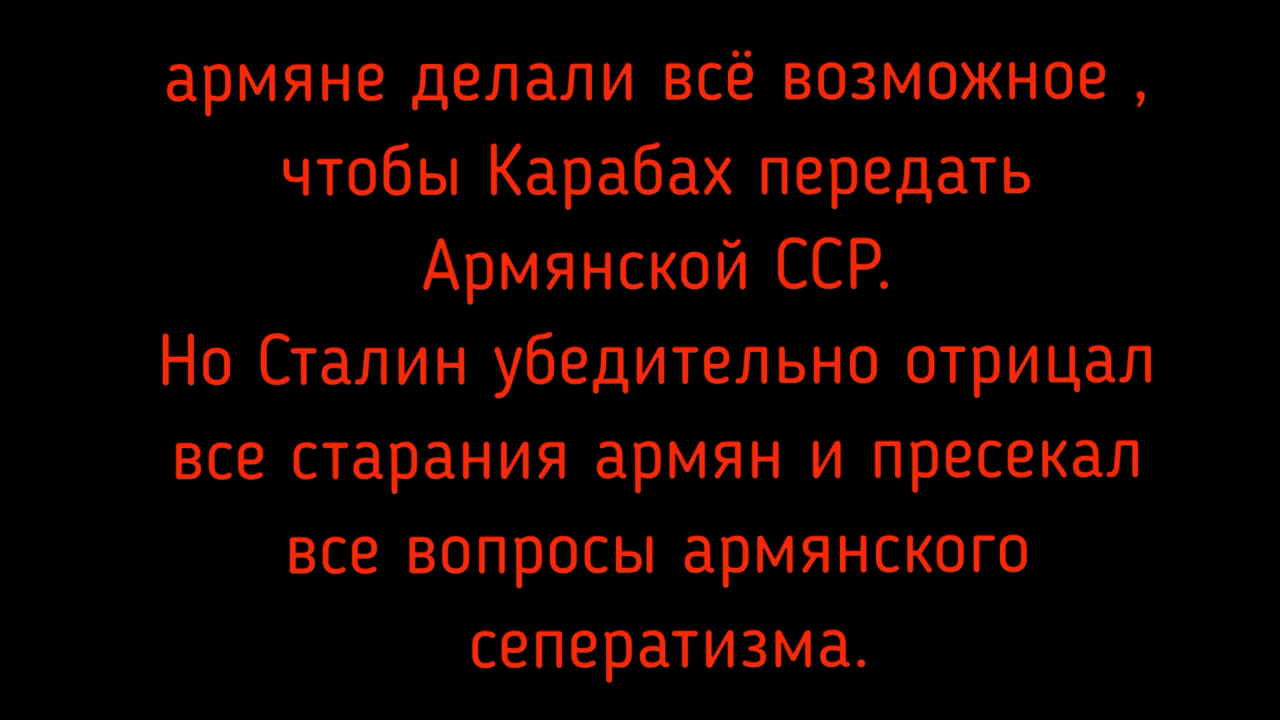 армяне делали всё возможное ,
чтобы Карабах передать
Армянской ССР.
Но Сталин убедительно отрицал
все старания армян и пресекал
все вопросы армянского
сеператизма.